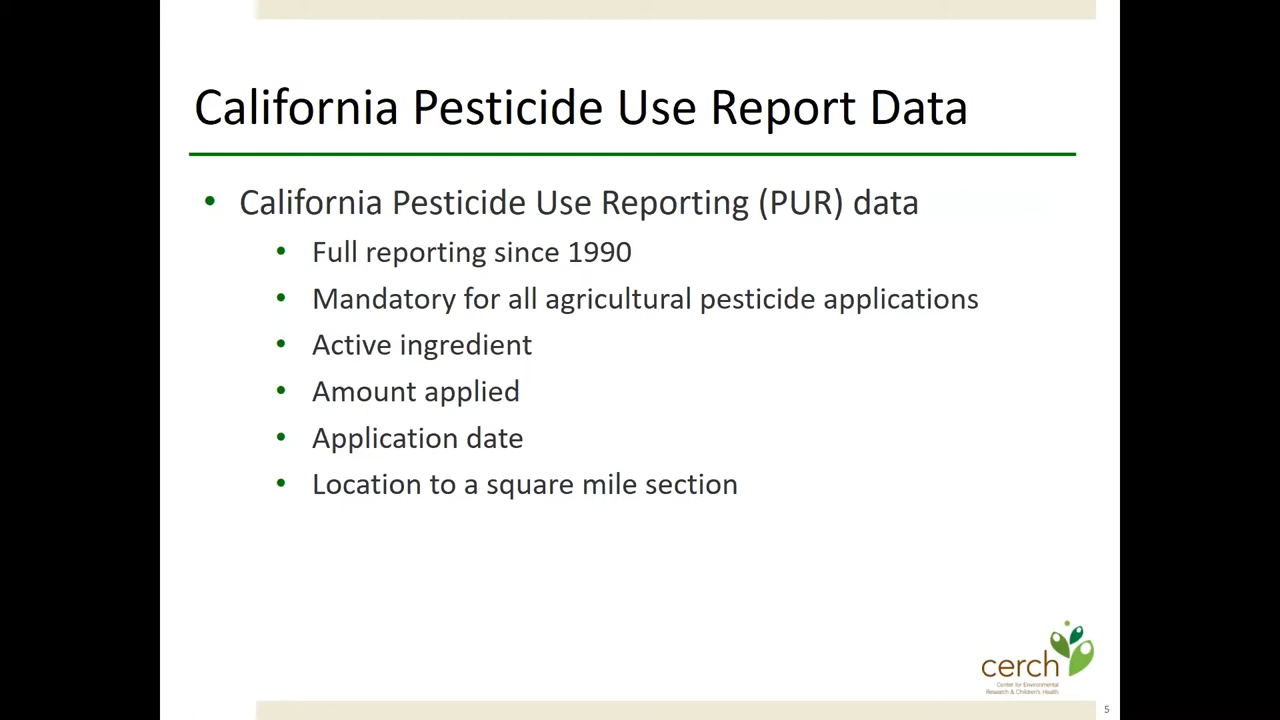 California Pesticide Use Report Data
• California Pesticide Use Reporting (PUR) data
• Full reporting since 1990
• Mandatory for all agricultural pesticide applications
• Active ingredient
• Amount applied
• Application date
• Location to a square mile section
cerch
Center for Environmental
Research & Children's Health
5